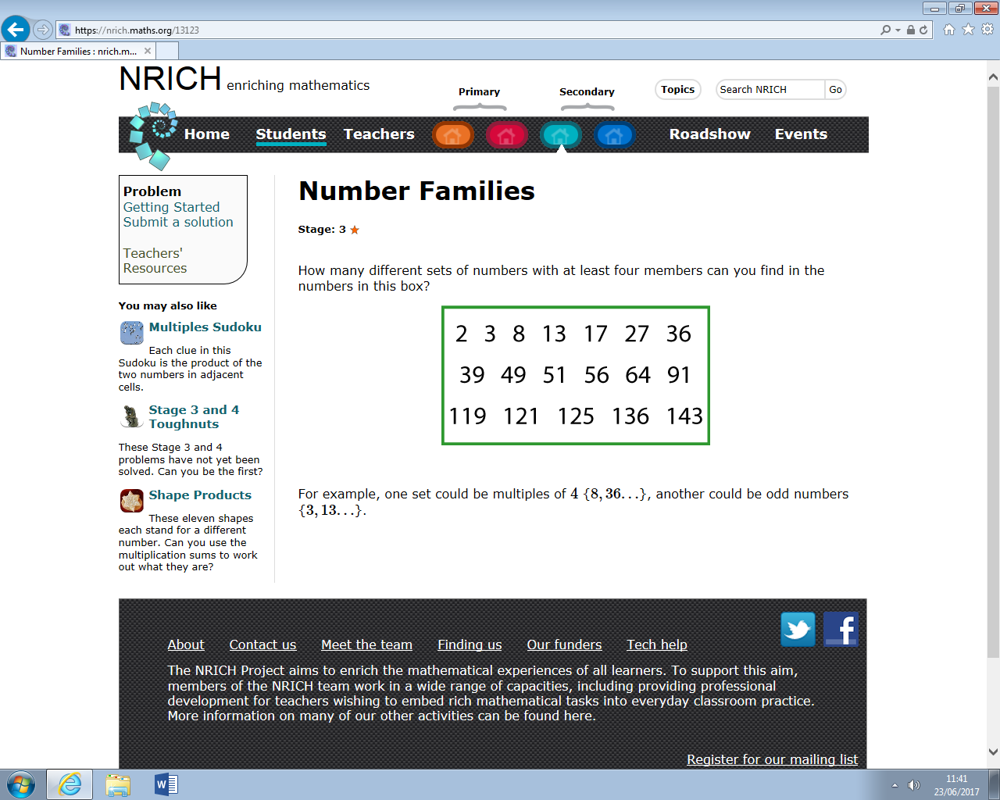 https://nrich.maths.org/13123
Number Families : nrich.m...
NRICH enriching mathematics
Primary
Secondary
Topics
Search NRICH
Go
Home
Students
Teachers
Roadshow
Events
Problem
Getting Started
Submit a solution
Teachers'
Resources
You may also like
Multiples Sudoku
Each clue in this
Sudoku is the product of the
two numbers in adjacent
cells.
Stage 3 and 4
Toughnuts
These Stage 3 and 4
problems have not yet been
solved. Can you be the first?
Shape Products
These eleven shapes
each stand for a different
number. Can you use the
multiplication sums to work
out what they are?
Number Families
Stage: 3
How many different sets of numbers with at least four members can you find in the
numbers in this box?
2 3 8 13 17 27 36
39 49 51 56 64 91
119 121 125 136 143
For example, one set could be multiples of 4 {8, 36...}, another could be odd numbers
{3, 13...}.
About Contact us Meet the team Finding us Our funders Tech help
The NRICH Project aims to enrich the mathematical experiences of all learners. To support this aim,
members of the NRICH team work in a wide range of capacities, including providing professional
development for teachers wishing to embed rich mathematical tasks into everyday classroom practice.
More information on many of our other activities can be found here.
Register for our mailing list
11:41
23/06/2017